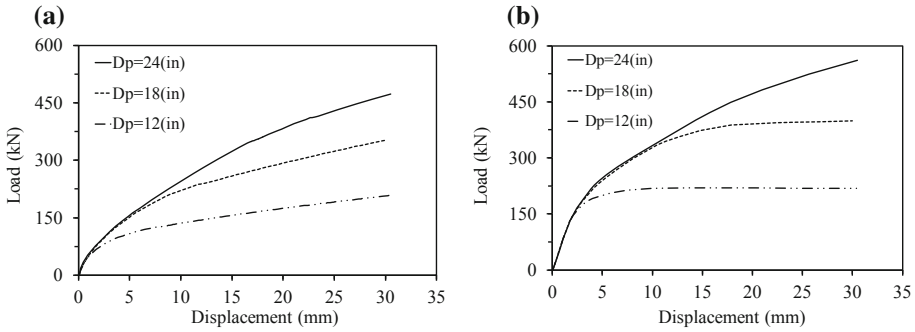 (a)
600
450
300
150
0
Load (kN)
Dp=24(in)
Dp=18(in)
Dp=12(in)
0 5 10 15 20 25 30 35
Displacement (mm)
(b)
600
450
300
150
0
Load (kN)
Dp=24(in)
Dp=18(in)
Dp=12(in)
0 5 10 15 20 25 30 35
Displacement (mm)